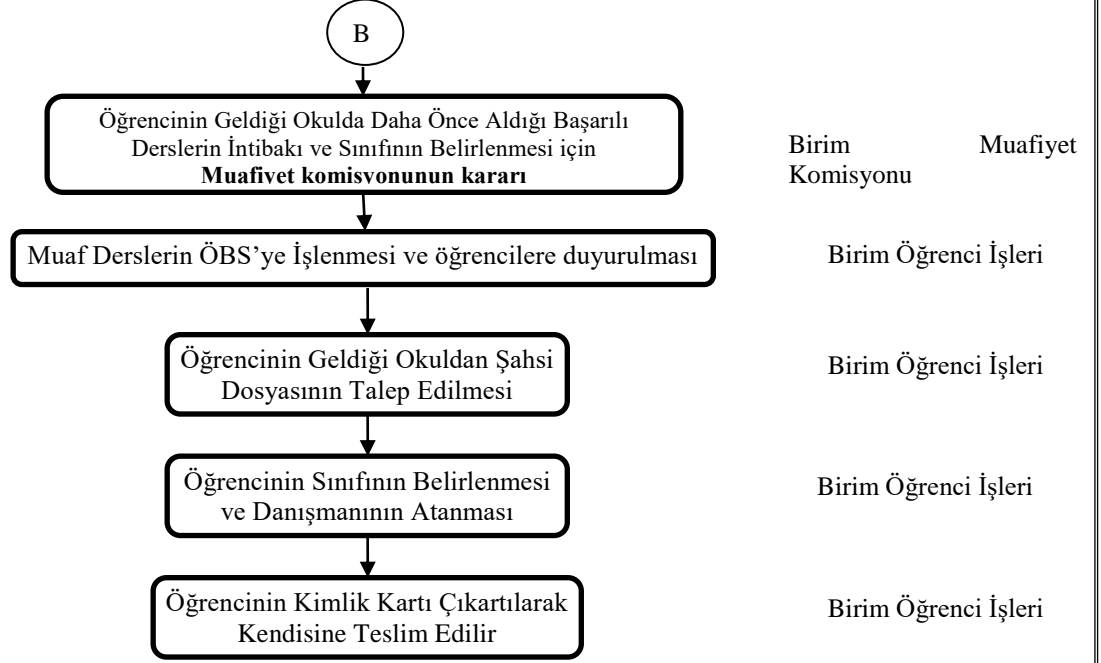 B
Öğrencinin Geldiği Okulda Daha Önce Aldığı Başarılı
Derslerin İntibakı ve Sınıfının Belirlenmesi için
Muafiyet komisyonunun kararı
Birim Muafiyet
Komisyonu
Muaf Derslerin ÖBS’ye İşlenmesi ve öğrencilere duyurulması
Birim Öğrenci İşleri
Öğrencinin Geldiği Okuldan Şahsi
Dosyasının Talep Edilmesi
Birim Öğrenci İşleri
Öğrencinin Sınıfının Belirlenmesi
ve Danışmanının Atanması
Birim Öğrenci İşleri
Öğrencinin Kimlik Kartı Çıkartılarak
Kendisine Teslim Edilir
Birim Öğrenci İşleri